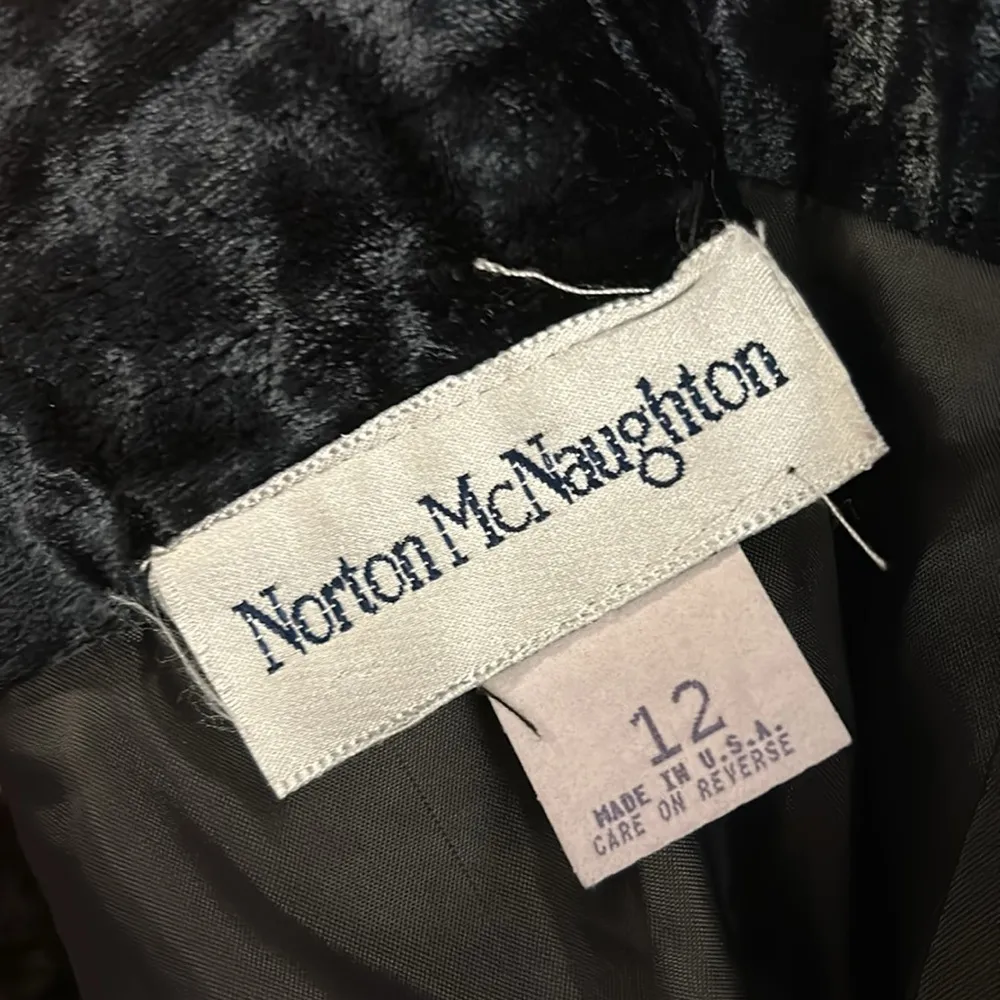 Norton McNaughton
12
MADE IN U.S.A.
CARE ON REVERSE